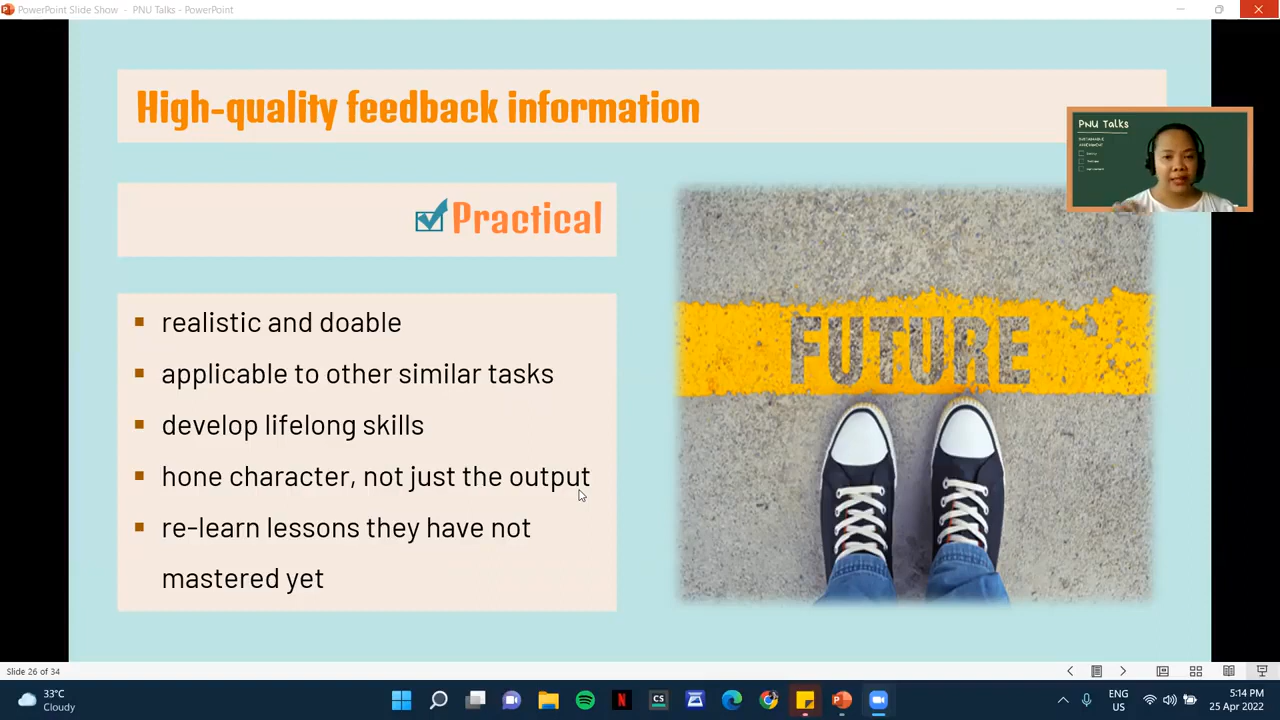 PowerPoint Slide Show - PNU Talks - PowerPoint
High-quality feedback information
PNU Talks
Practical
FUTURE
realistic and doable
applicable to other similar tasks
develop lifelong skills
hone character, not just the output
re-learn lessons they have not
mastered yet
Slide 26 of 34
33°C
Cloudy
N
CS
ENG
US
5:14 PM
25 Apr 2022